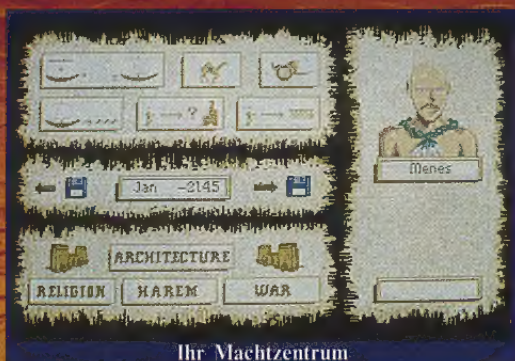 ? 
Menes
Jan -2145
ARCHITECTURE
RELIGION HAREM WAR
Ihr Machtzentrum